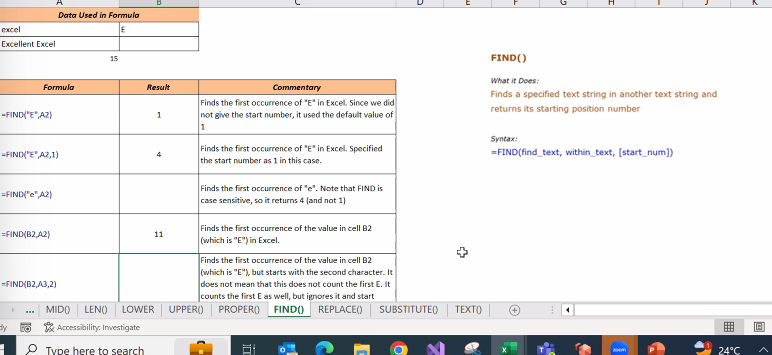 A B C D E F G H I J K
Data Used in Formula
excel E
Excellent Excel
15
FIND()
What it Does:
Finds a specified text string in another text string and
returns its starting position number
Syntax:
=FIND(find_text, within_text, [start_num])
Formula Result Commentary
=FIND("E",A2) 1 Finds the first occurrence of "E" in Excel. Since we did
not give the start number, it used the default value of
1
=FIND("E",A2,1) 4 Finds the first occurrence of "E" in Excel. Specified
the start number as 1 in this case.
=FIND("e",A2) Finds the first occurrence of "e". Note that FIND is
case sensitive, so it returns 4 (and not 1)
=FIND(B2,A2) 11 Finds the first occurrence of the value in cell B2
(which is "E") in Excel.
=FIND(B2,A3,2) Finds the first occurrence of the value in cell B2
(which is "E"), but starts with the second character. It
does not mean that this does not count the first E. It
counts the first E as well, but ignores it and start
... MID() LEN() LOWER UPPER() PROPER() FIND() REPLACE() SUBSTITUTE() TEXT()
dy Accessibility: Investigate
Type here to search zoom 1 24°C